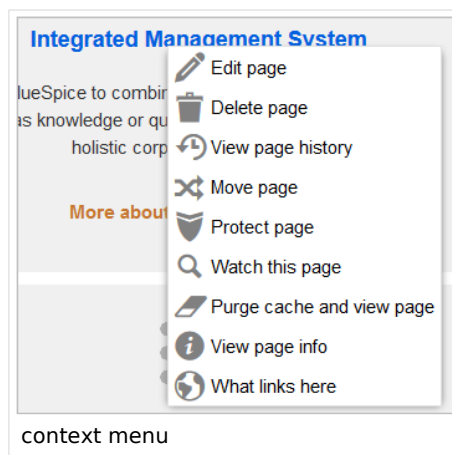 Integrated Management System
Edit page
lueSpice to combin
Delete page
as knowledge or qu
View page history
holistic corp
Move page
More about
Protect page
Watch this page
Purge cache and view page
View page info
What links here
context menu